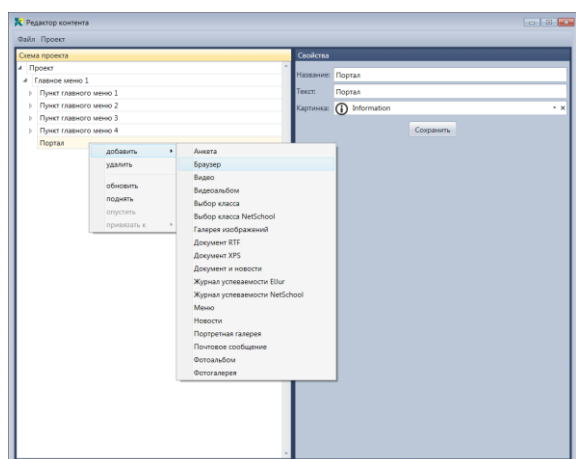 Редактор контента
Файл Проект
Схема проекта
Свойства
Проект
Главное меню 1
Пункт главного меню 1
Пункт главного меню 2
Пункт главного меню 3
Пункт главного меню 4
Портал
Название: Портал
Текст: Портал
Картинка: Information
Сохранить
добавить
удалить
обновить
поднять
опустить
привязать к
Анкета
Браузер
Видео
Видеоальбом
Выбор класса
Выбор класса NetSchool
Галерея изображений
Документ RTF
Документ XPS
Документ и новости
Журнал успеваемости Eljur
Журнал успеваемости NetSchool
Меню
Новости
Портретная галерея
Почтовое сообщение
Фотоальбом
Фотогалерея